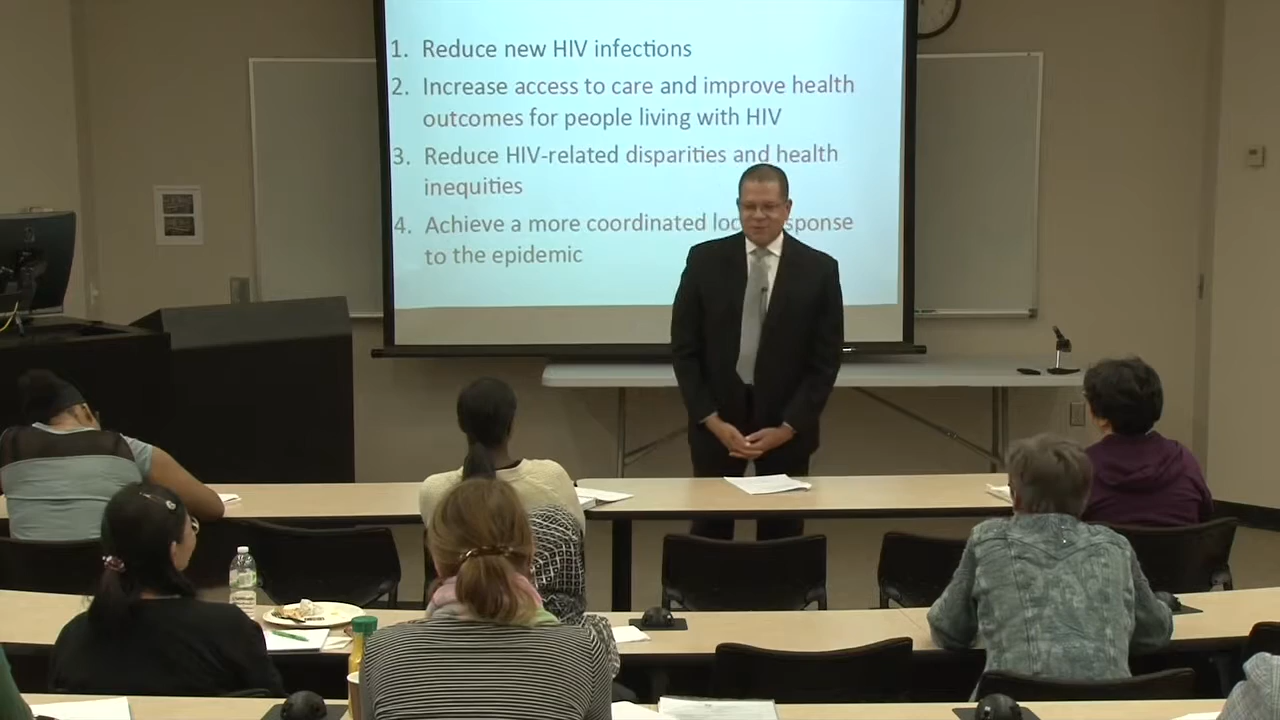 1. Reduce new HIV infections
2. Increase access to care and improve health
outcomes for people living with HIV
3. Reduce HIV-related disparities and health
inequities
4. Achieve a more coordinated
to the epidemic